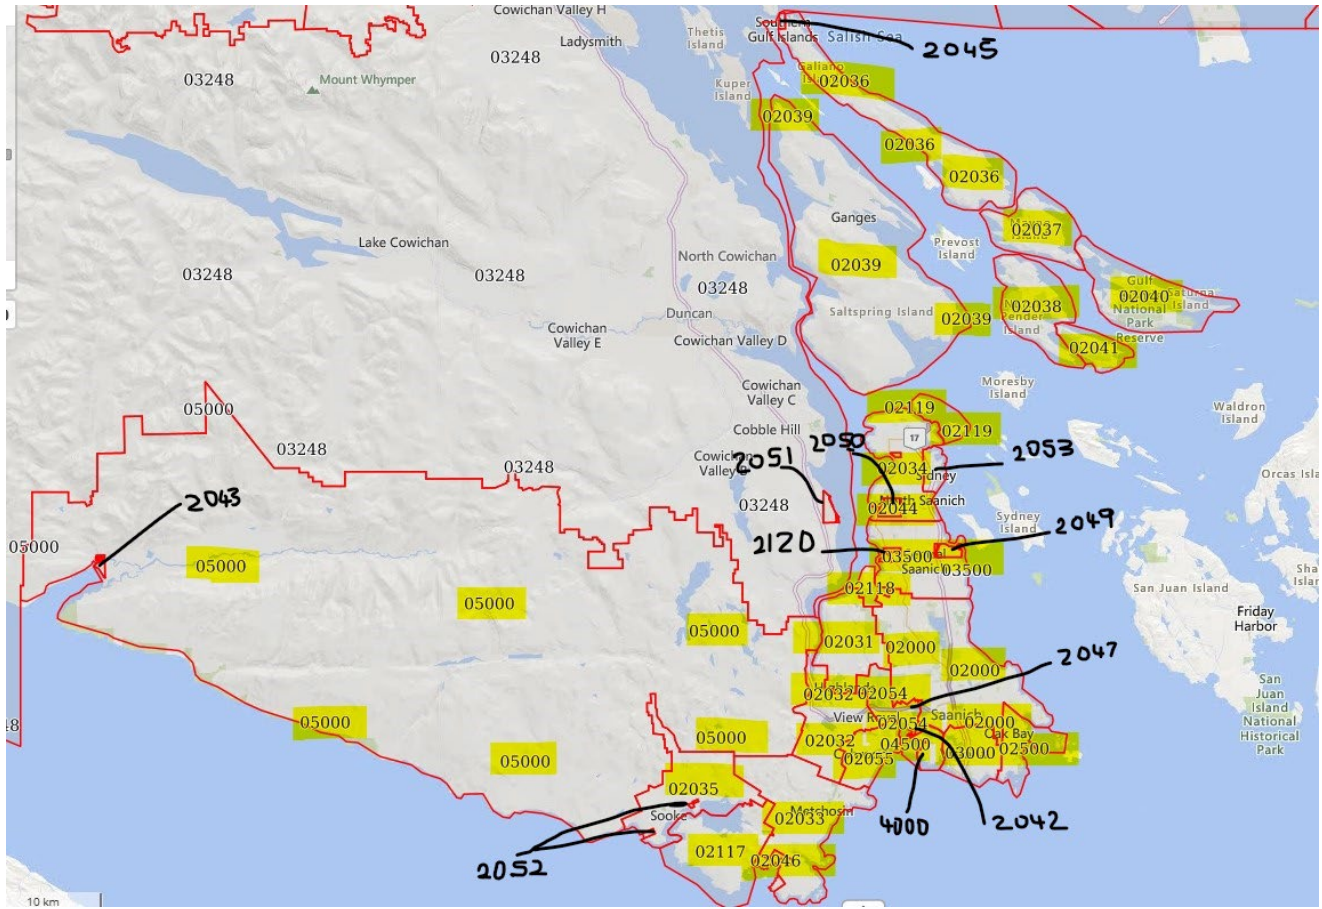 Cowichan Valley H
Ladysmith
Thetis
Island
Southern
Gulf Islands
Salish Sea
2045
03248
03248
Mount Whymper
Kuper
Island
Galiano
02036
02039
02036
02036
Ganges
Lake Cowichan
North Cowichan
Prevost
Island
02037
03248
03248
03248
02039
Gulf
02040
Saturna
Island
National
Park
Reserve
Duncan
Saltspring Island
02039
02038
Pender
Island
Cowichan
Valley E
Cowichan Valley D
02041
Cowichan
Valley C
Moresby
Island
Waldron
Island
05000
02119
02119
Cobble Hill
17
03248
03248
2051
2050
02034
Sidney
2053
Orcas Isla
2043
03248
North Saanich
02044
Sydney
Island
2049
05000
05000
2120
03500
Saanich
03500
San Juan Island
Friday
Harbor
02118
05000
05000
02031
02000
02000
2047
San
Juan
Island
National
Historical
Park
02032
02054
View Royal
Saanich
05000
05000
02032
02054
02000
Oak Bay
04500
03000
02500
02055
05000
02035
Sooke
Metchosin
02033
4000
2042
2052
02117
02046
10 km